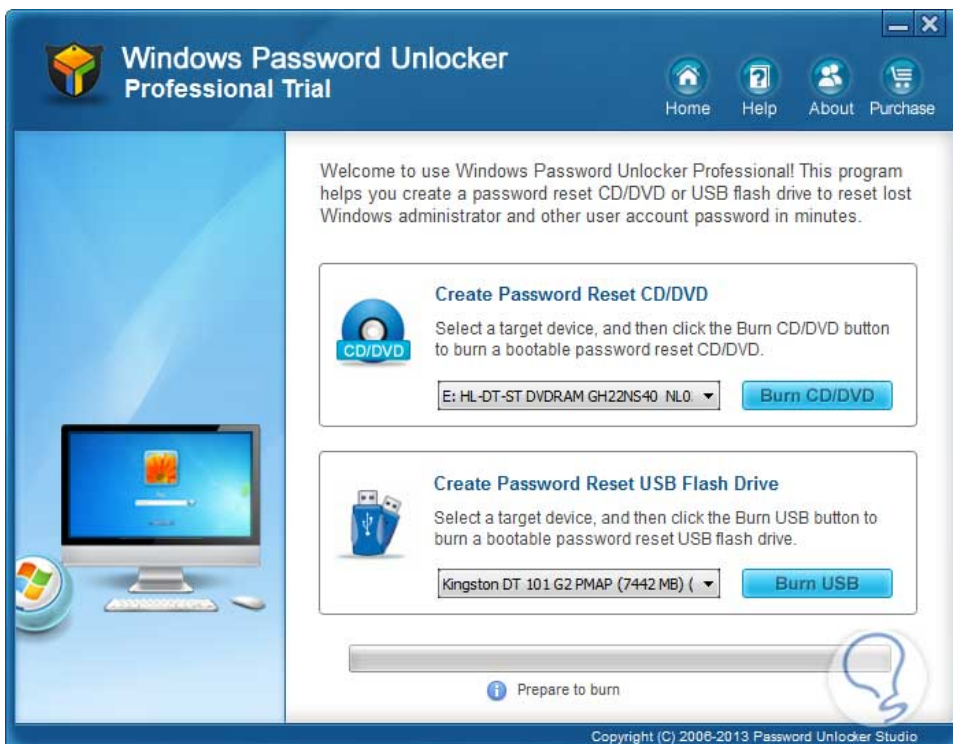 Windows Password Unlocker
Professional Trial
Home Help About Purchase
Welcome to use Windows Password Unlocker Professional! This program
helps you create a password reset CD/DVD or USB flash drive to reset lost
Windows administrator and other user account password in minutes.
Create Password Reset CD/DVD
Select a target device, and then click the Burn CD/DVD button
to burn a bootable password reset CD/DVD.
CD/DVD
E: HL-DT-ST DVDRAM GH22NS40 NL0
Burn CD/DVD
Create Password Reset USB Flash Drive
Select a target device, and then click the Burn USB button to
burn a bootable password reset USB flash drive.
Kingston DT 101 G2 PMAP (7442 MB) (
Burn USB
Prepare to burn
Copyright (C) 2006-2013 Password Unlocker Studio